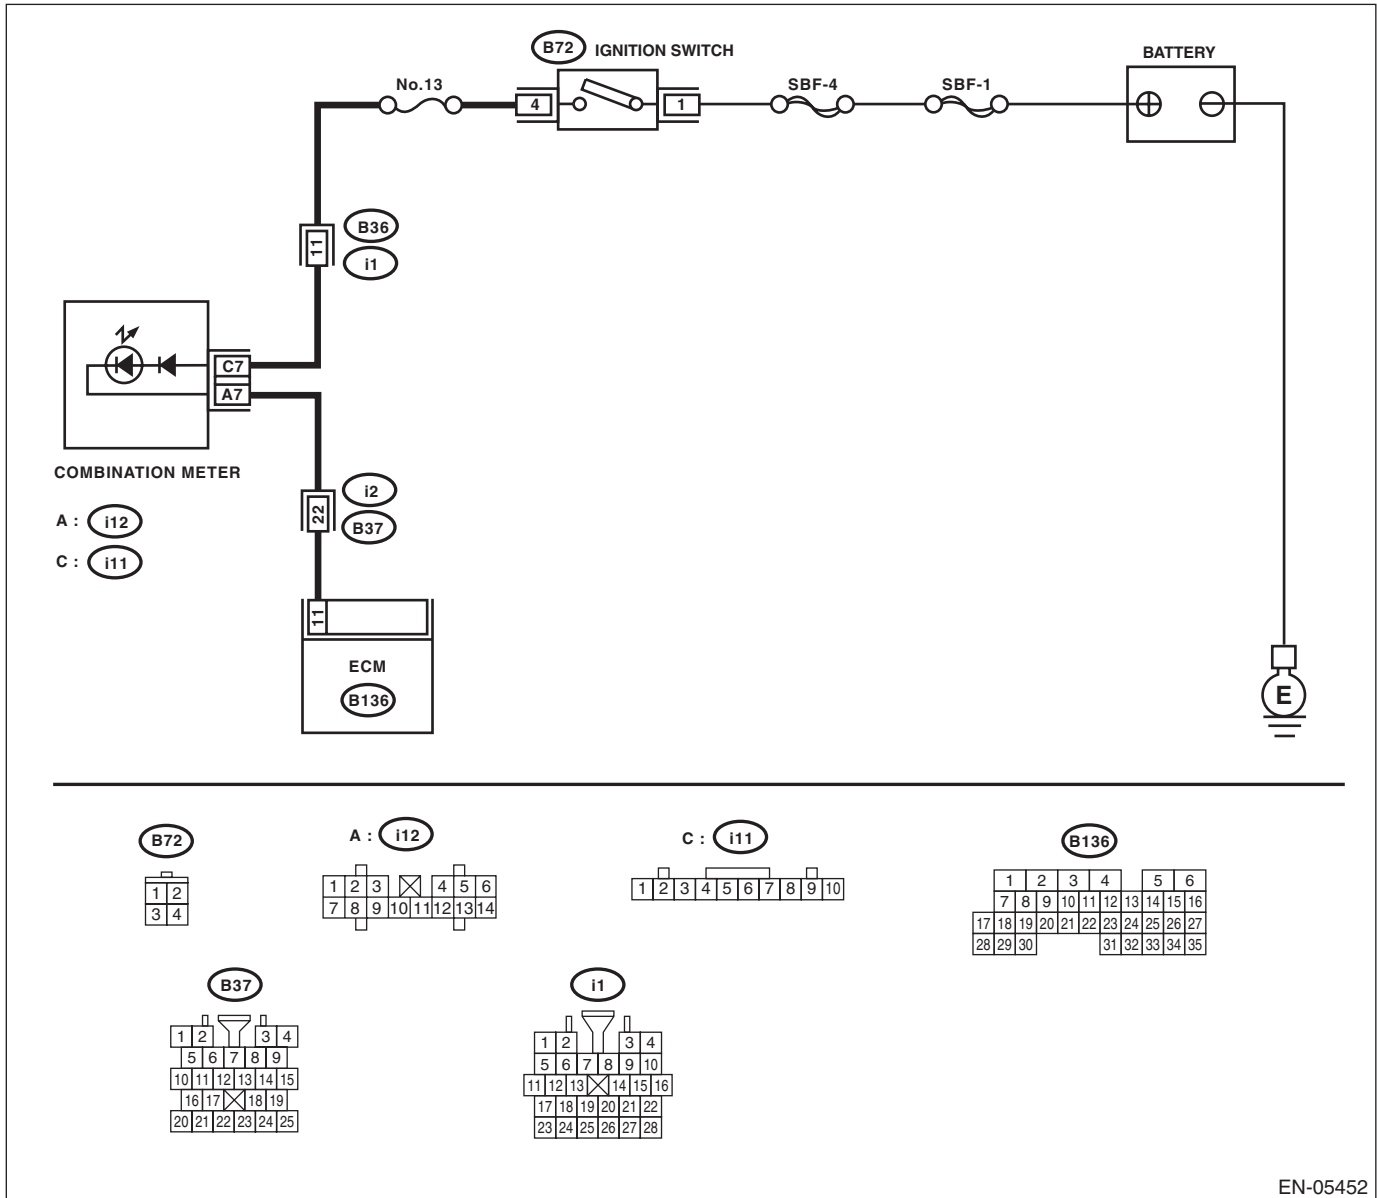 B72 IGNITION SWITCH
BATTERY
No.13
SBF-4
SBF-1
4
1
11
B36
i1
C7
A7
COMBINATION METER
A : i12
C : i11
22
i2
B37
11
ECM
B136
E
B72
1 2
3 4
A : i12
1 2 3 4 5 6
7 8 9 10 11 12 13 14
C : i11
1 2 3 4 5 6 7 8 9 10
B136
1 2 3 4 5 6
7 8 9 10 11 12 13 14 15 16
17 18 19 20 21 22 23 24 25 26 27
28 29 30 31 32 33 34 35
B37
1 2 3 4
5 6 7 8 9
10 11 12 13 14 15
16 17 18 19
20 21 22 23 24 25
i1
1 2 3 4
5 6 7 8 9 10
11 12 13 14 15 16
17 18 19 20 21 22
23 24 25 26 27 28
EN-05452